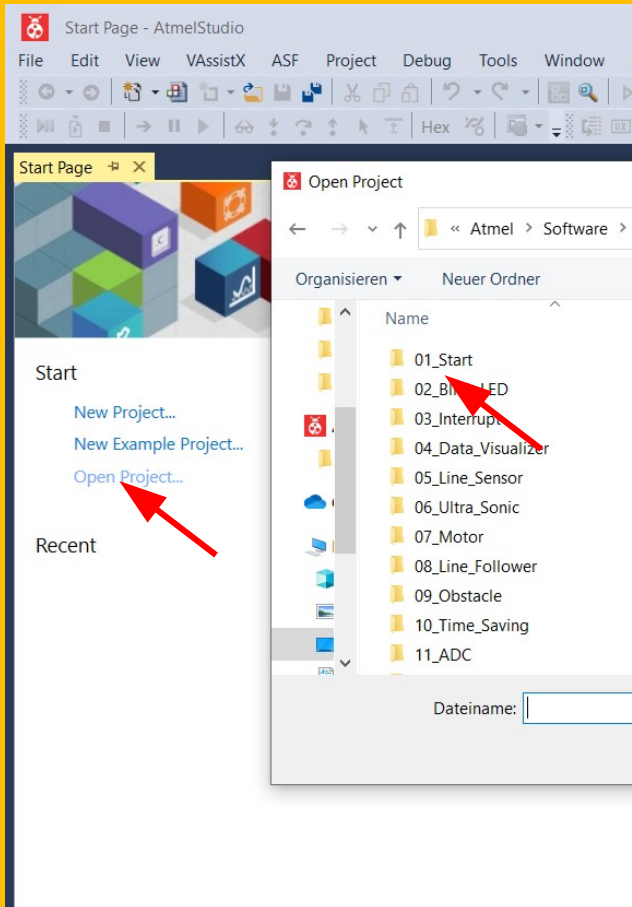 Start Page - AtmelStudio
File Edit View VAssistX ASF Project Debug Tools Window
Hex
Start Page
Open Project
« Atmel > Software >
Organisieren Neuer Ordner
Name
01_Start
LED
03_Interrupt
04_Data_Visualizer
05_Line_Sensor
06_Ultra_Sonic
07_Motor
08_Line_Follower
09_Obstacle
10_Time_Saving
11_ADC
Dateiname:
Start
New Project...
New Example Project...
Open Project...
Recent